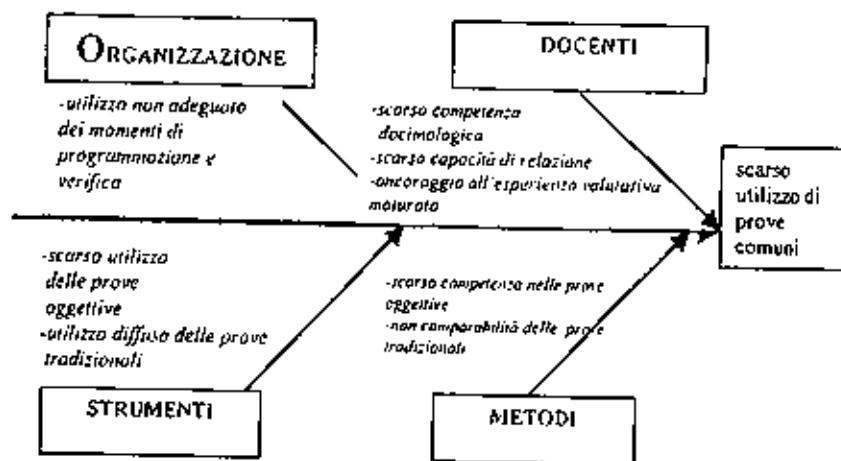 ORGANIZZAZIONE
-utilizzo non adeguato
dei momenti di
programmazione e
verifica
DOCENTI
-scarsa competenza
docimologica
-scarsa capacità di relazione
-ancoraggio all'esperienza valutativa
maturata
scarso
utilizzo di
prove
comuni
-scarso utilizzo
delle prove
oggettive
-utilizzo diffuso delle prove
tradizionali
STRUMENTI
-scarsa competenza nelle prove
oggettive
-non comparabilità delle prove
tradizionali
METODI